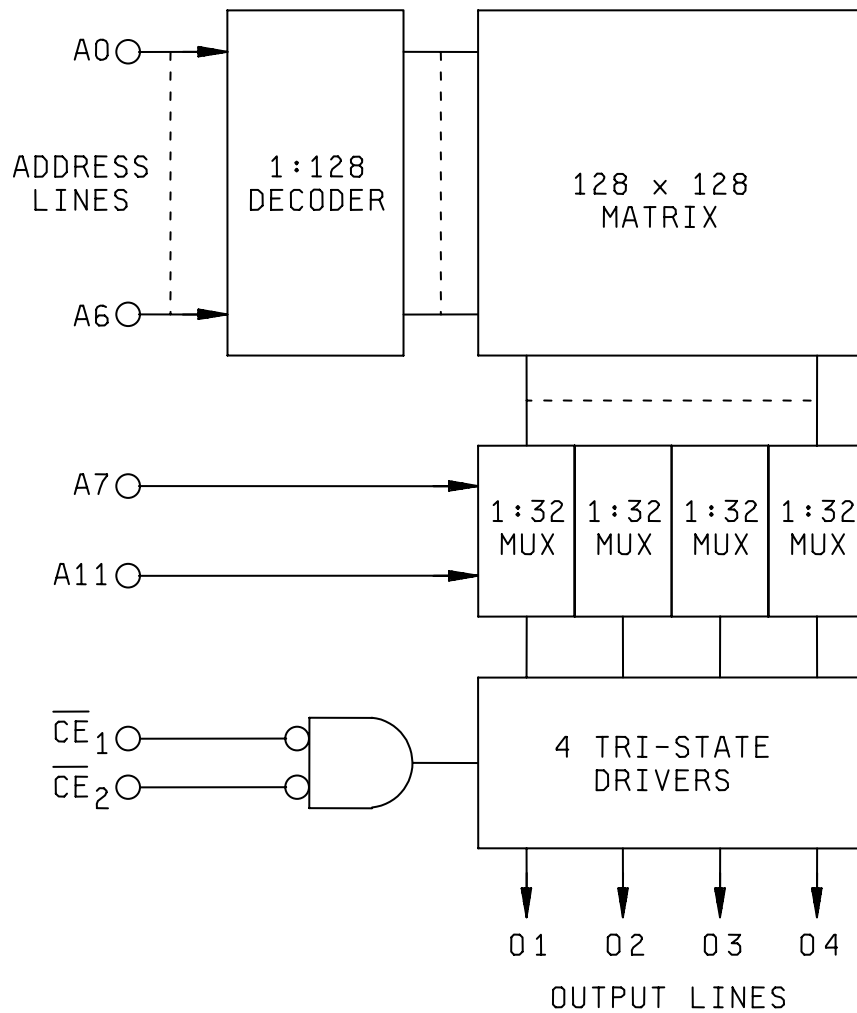 A0
ADDRESS
LINES
A6
1:128
DECODER
128 x 128
MATRIX
A7
A11
1:32
MUX
1:32
MUX
1:32
MUX
1:32
MUX
CE1
CE2
4 TRI-STATE
DRIVERS
O1 O2 O3 O4
OUTPUT LINES